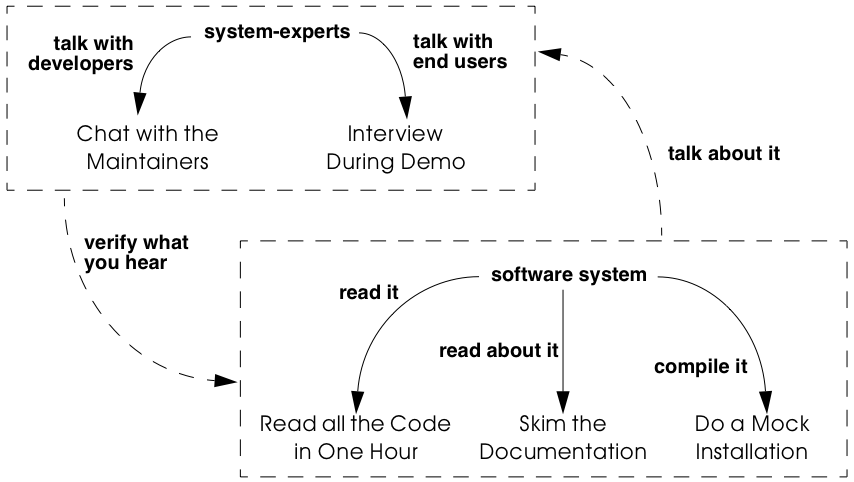 system-experts
talk with
developers
talk with
end users
Chat with the
Maintainers
Interview
During Demo
talk about it
verify what
you hear
software system
read it
read about it
compile it
Read all the Code
in One Hour
Skim the
Documentation
Do a Mock
Installation